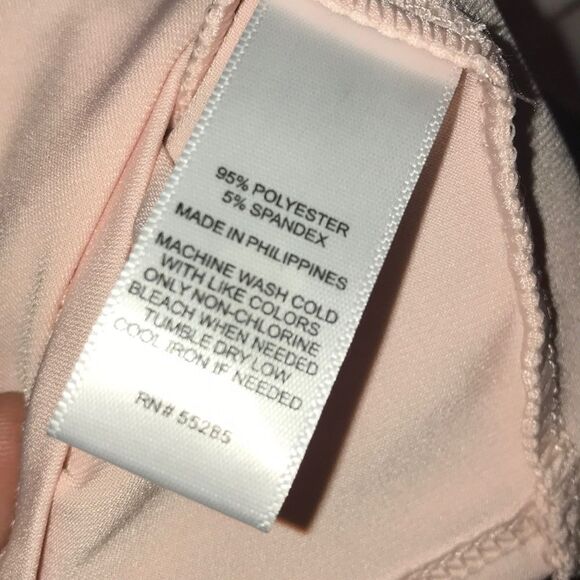 95% POLYESTER
5% SPANDEX
MADE IN PHILIPPINES
MACHINE WASH COLD
WITH LIKE COLORS
ONLY NON-CHLORINE
BLEACH WHEN NEEDED
TUMBLE DRY LOW
COOL IRON IF NEEDED
RN# 55285